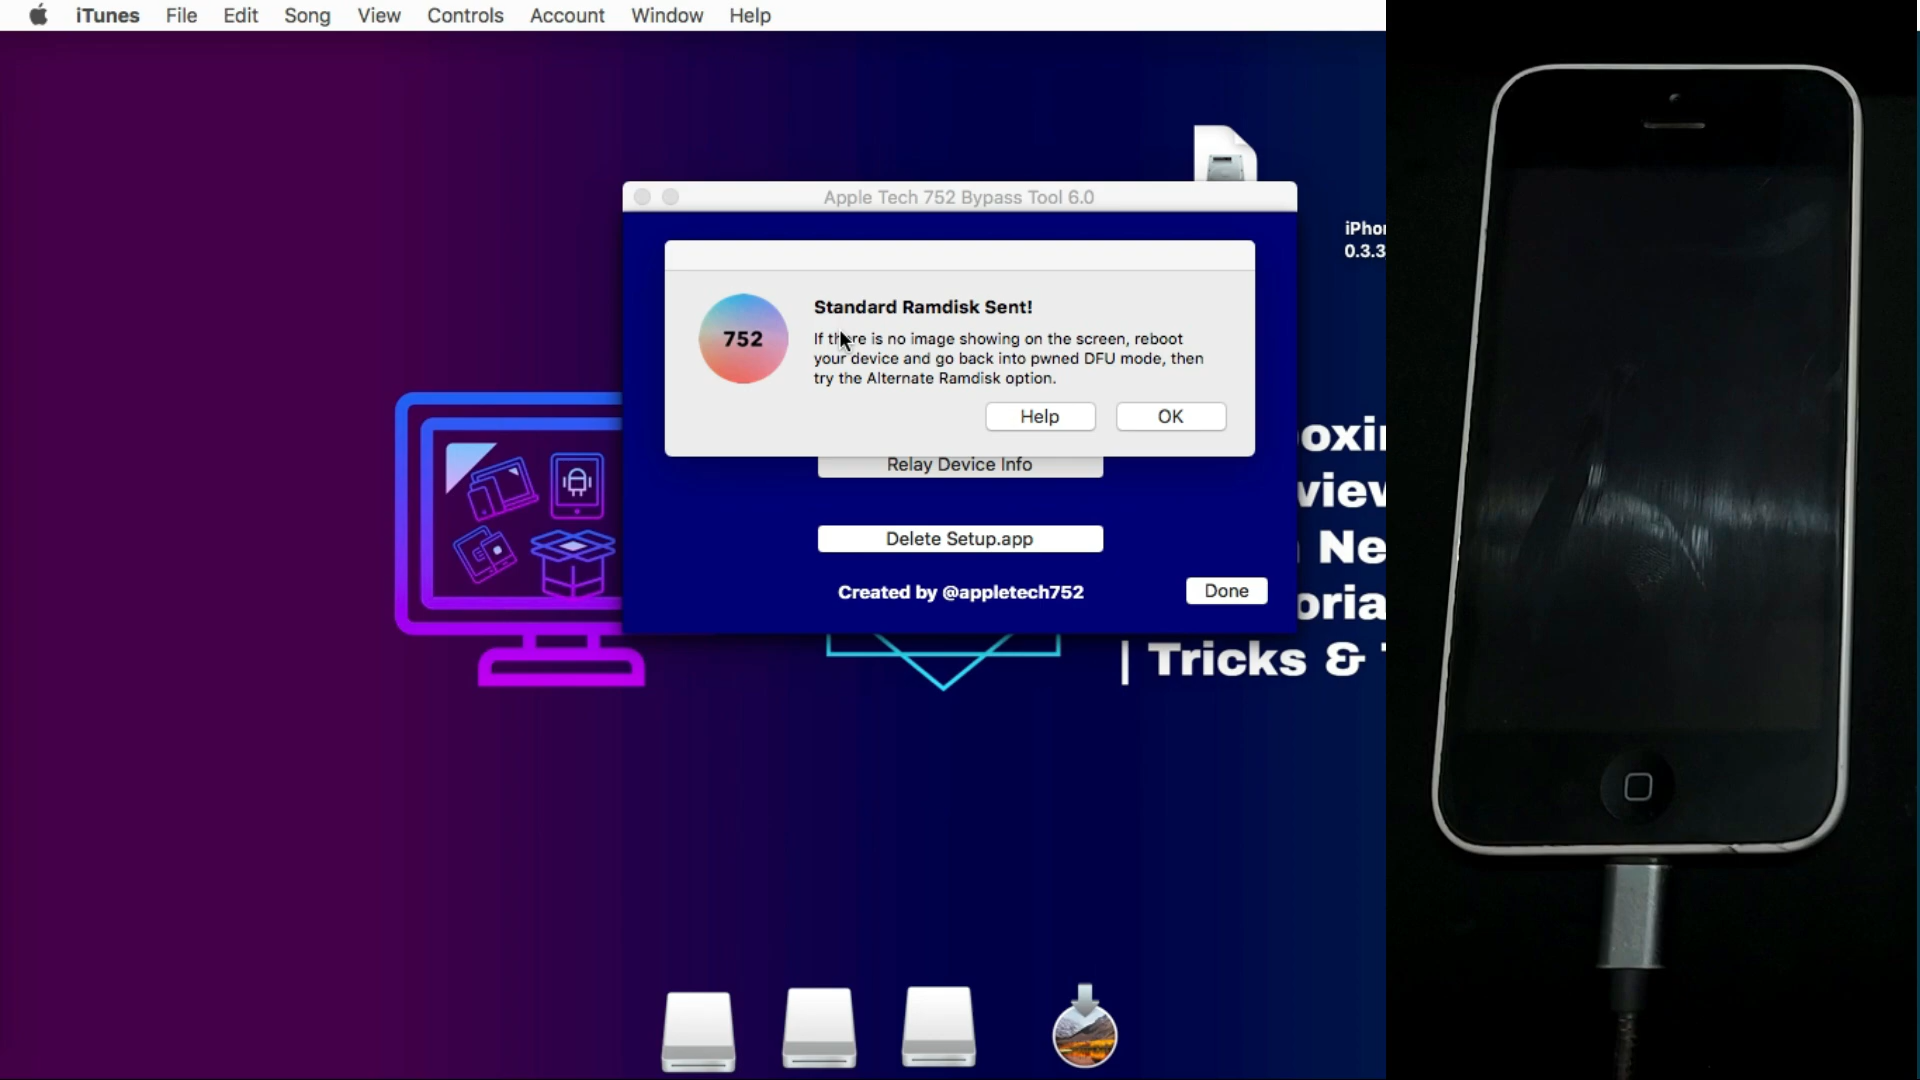 iTunes File Edit Song View Controls Account Window Help
Apple Tech 752 Bypass Tool 6.0
752
Standard Ramdisk Sent!
If there is no image showing on the screen, reboot
your device and go back into pwned DFU mode, then
try the Alternate Ramdisk option.
Help OK
Relay Device Info
Delete Setup.app
Created by @appletech752
Done
0.3.3
| Tricks &